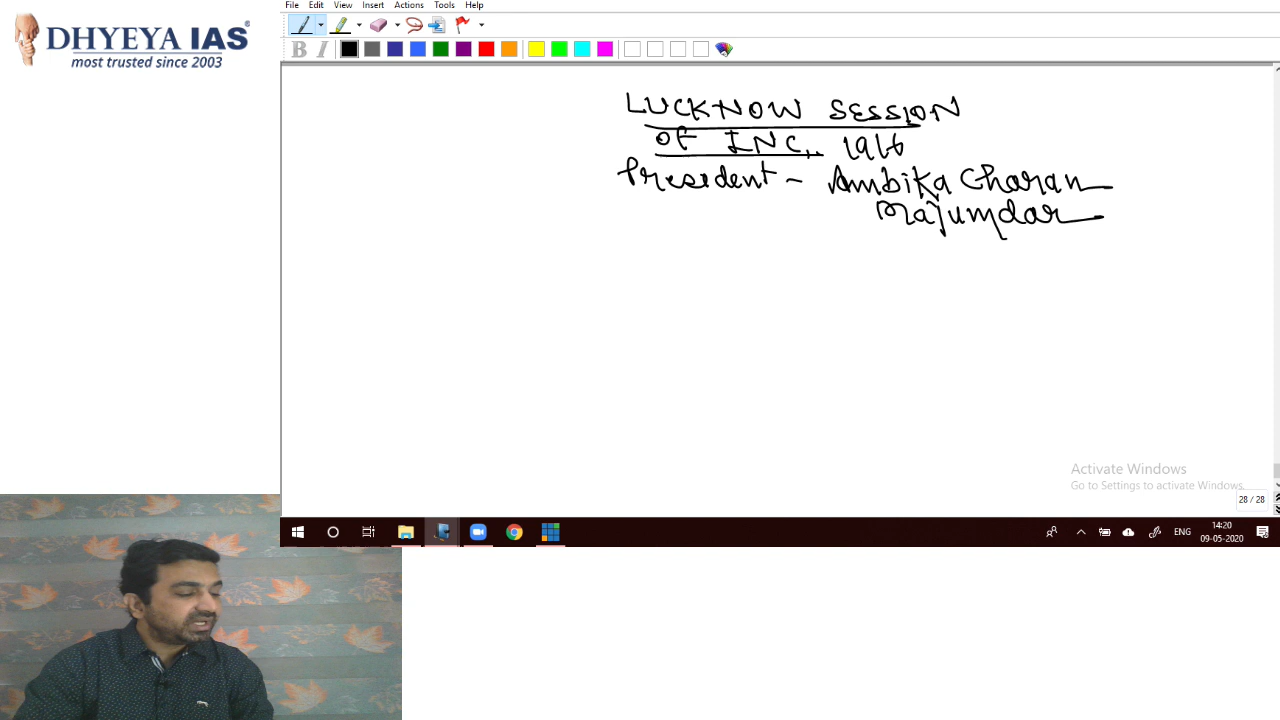 File Edit View Insert Actions Tools Help
DHYEYA IAS®
most trusted since 2003
B I
LUCKNOW SESSION
OF INC, 1916
President - Ambika Charan
Majumdar
Activate Windows
Go to Settings to activate Windows.
28 / 28
ENG
14:20
09-05-2020